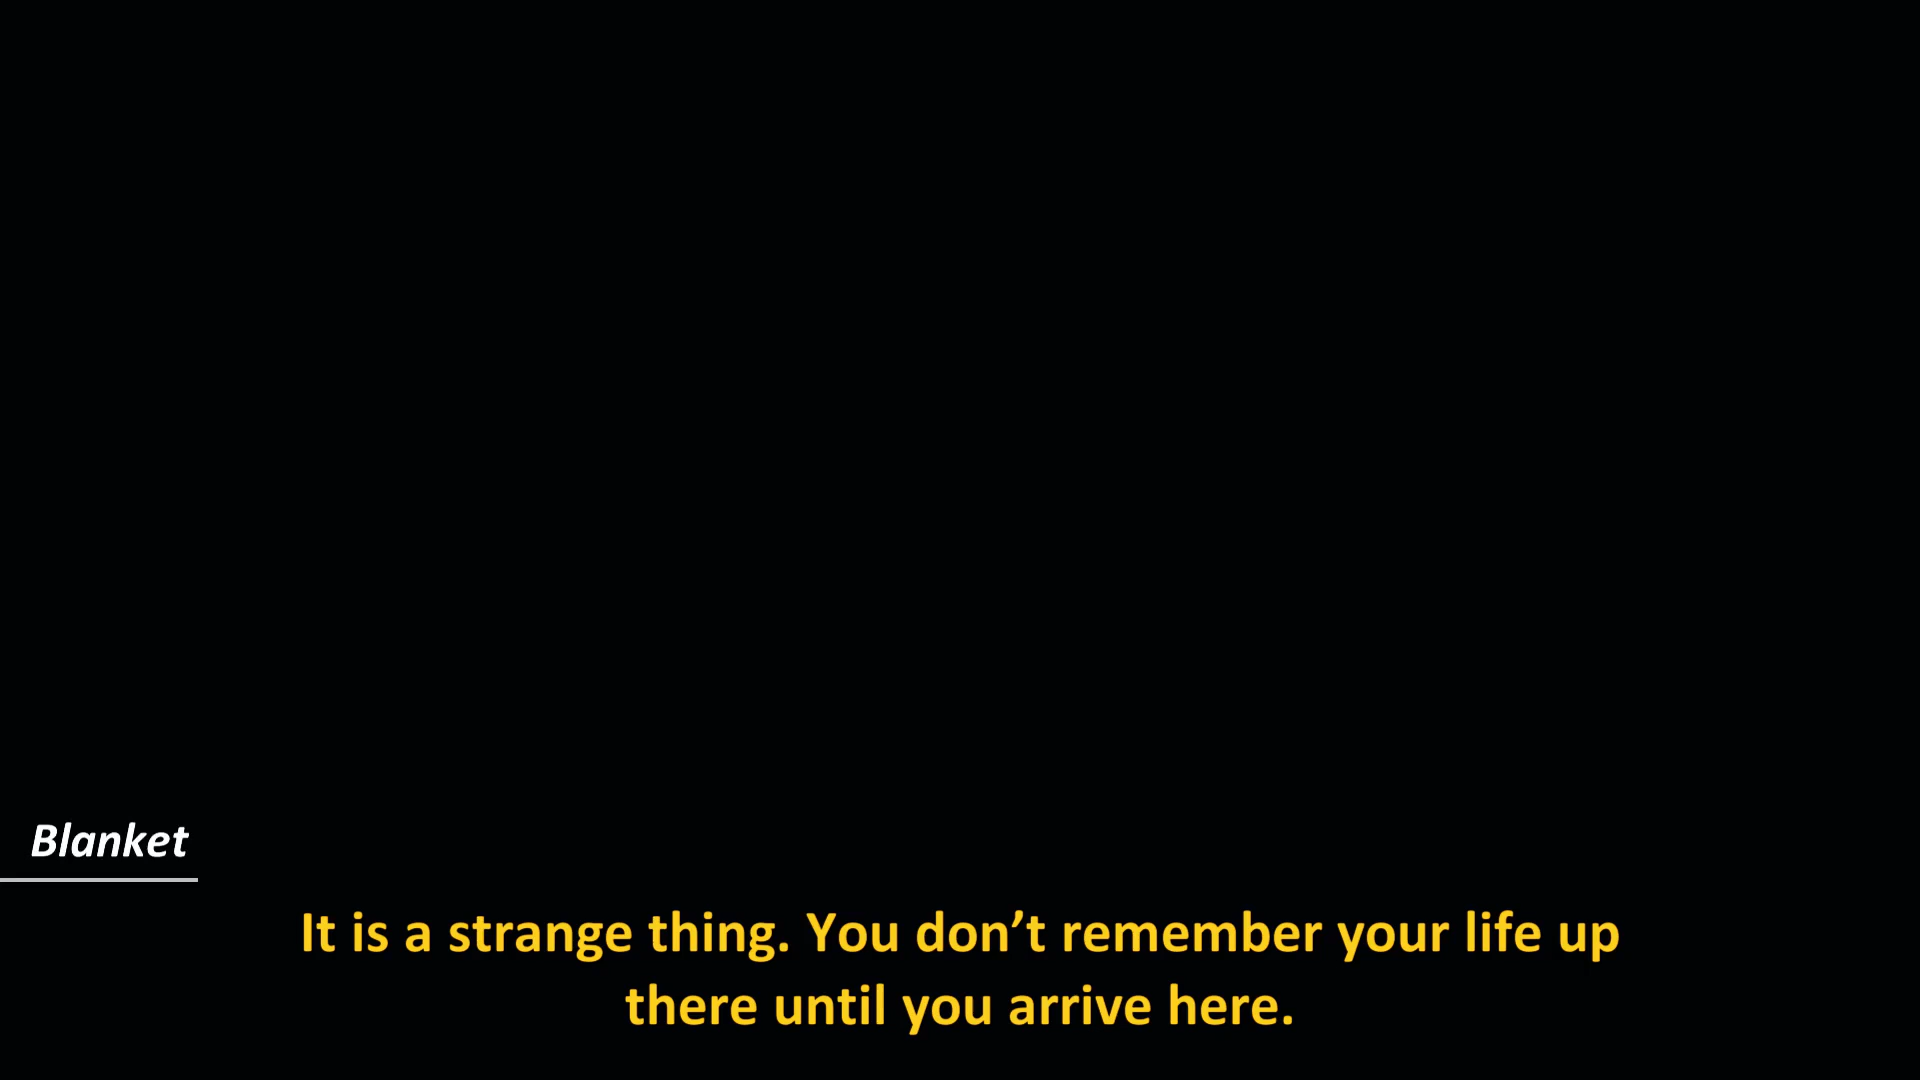 Blanket
It is a strange thing. You don’t remember your life up
there until you arrive here.